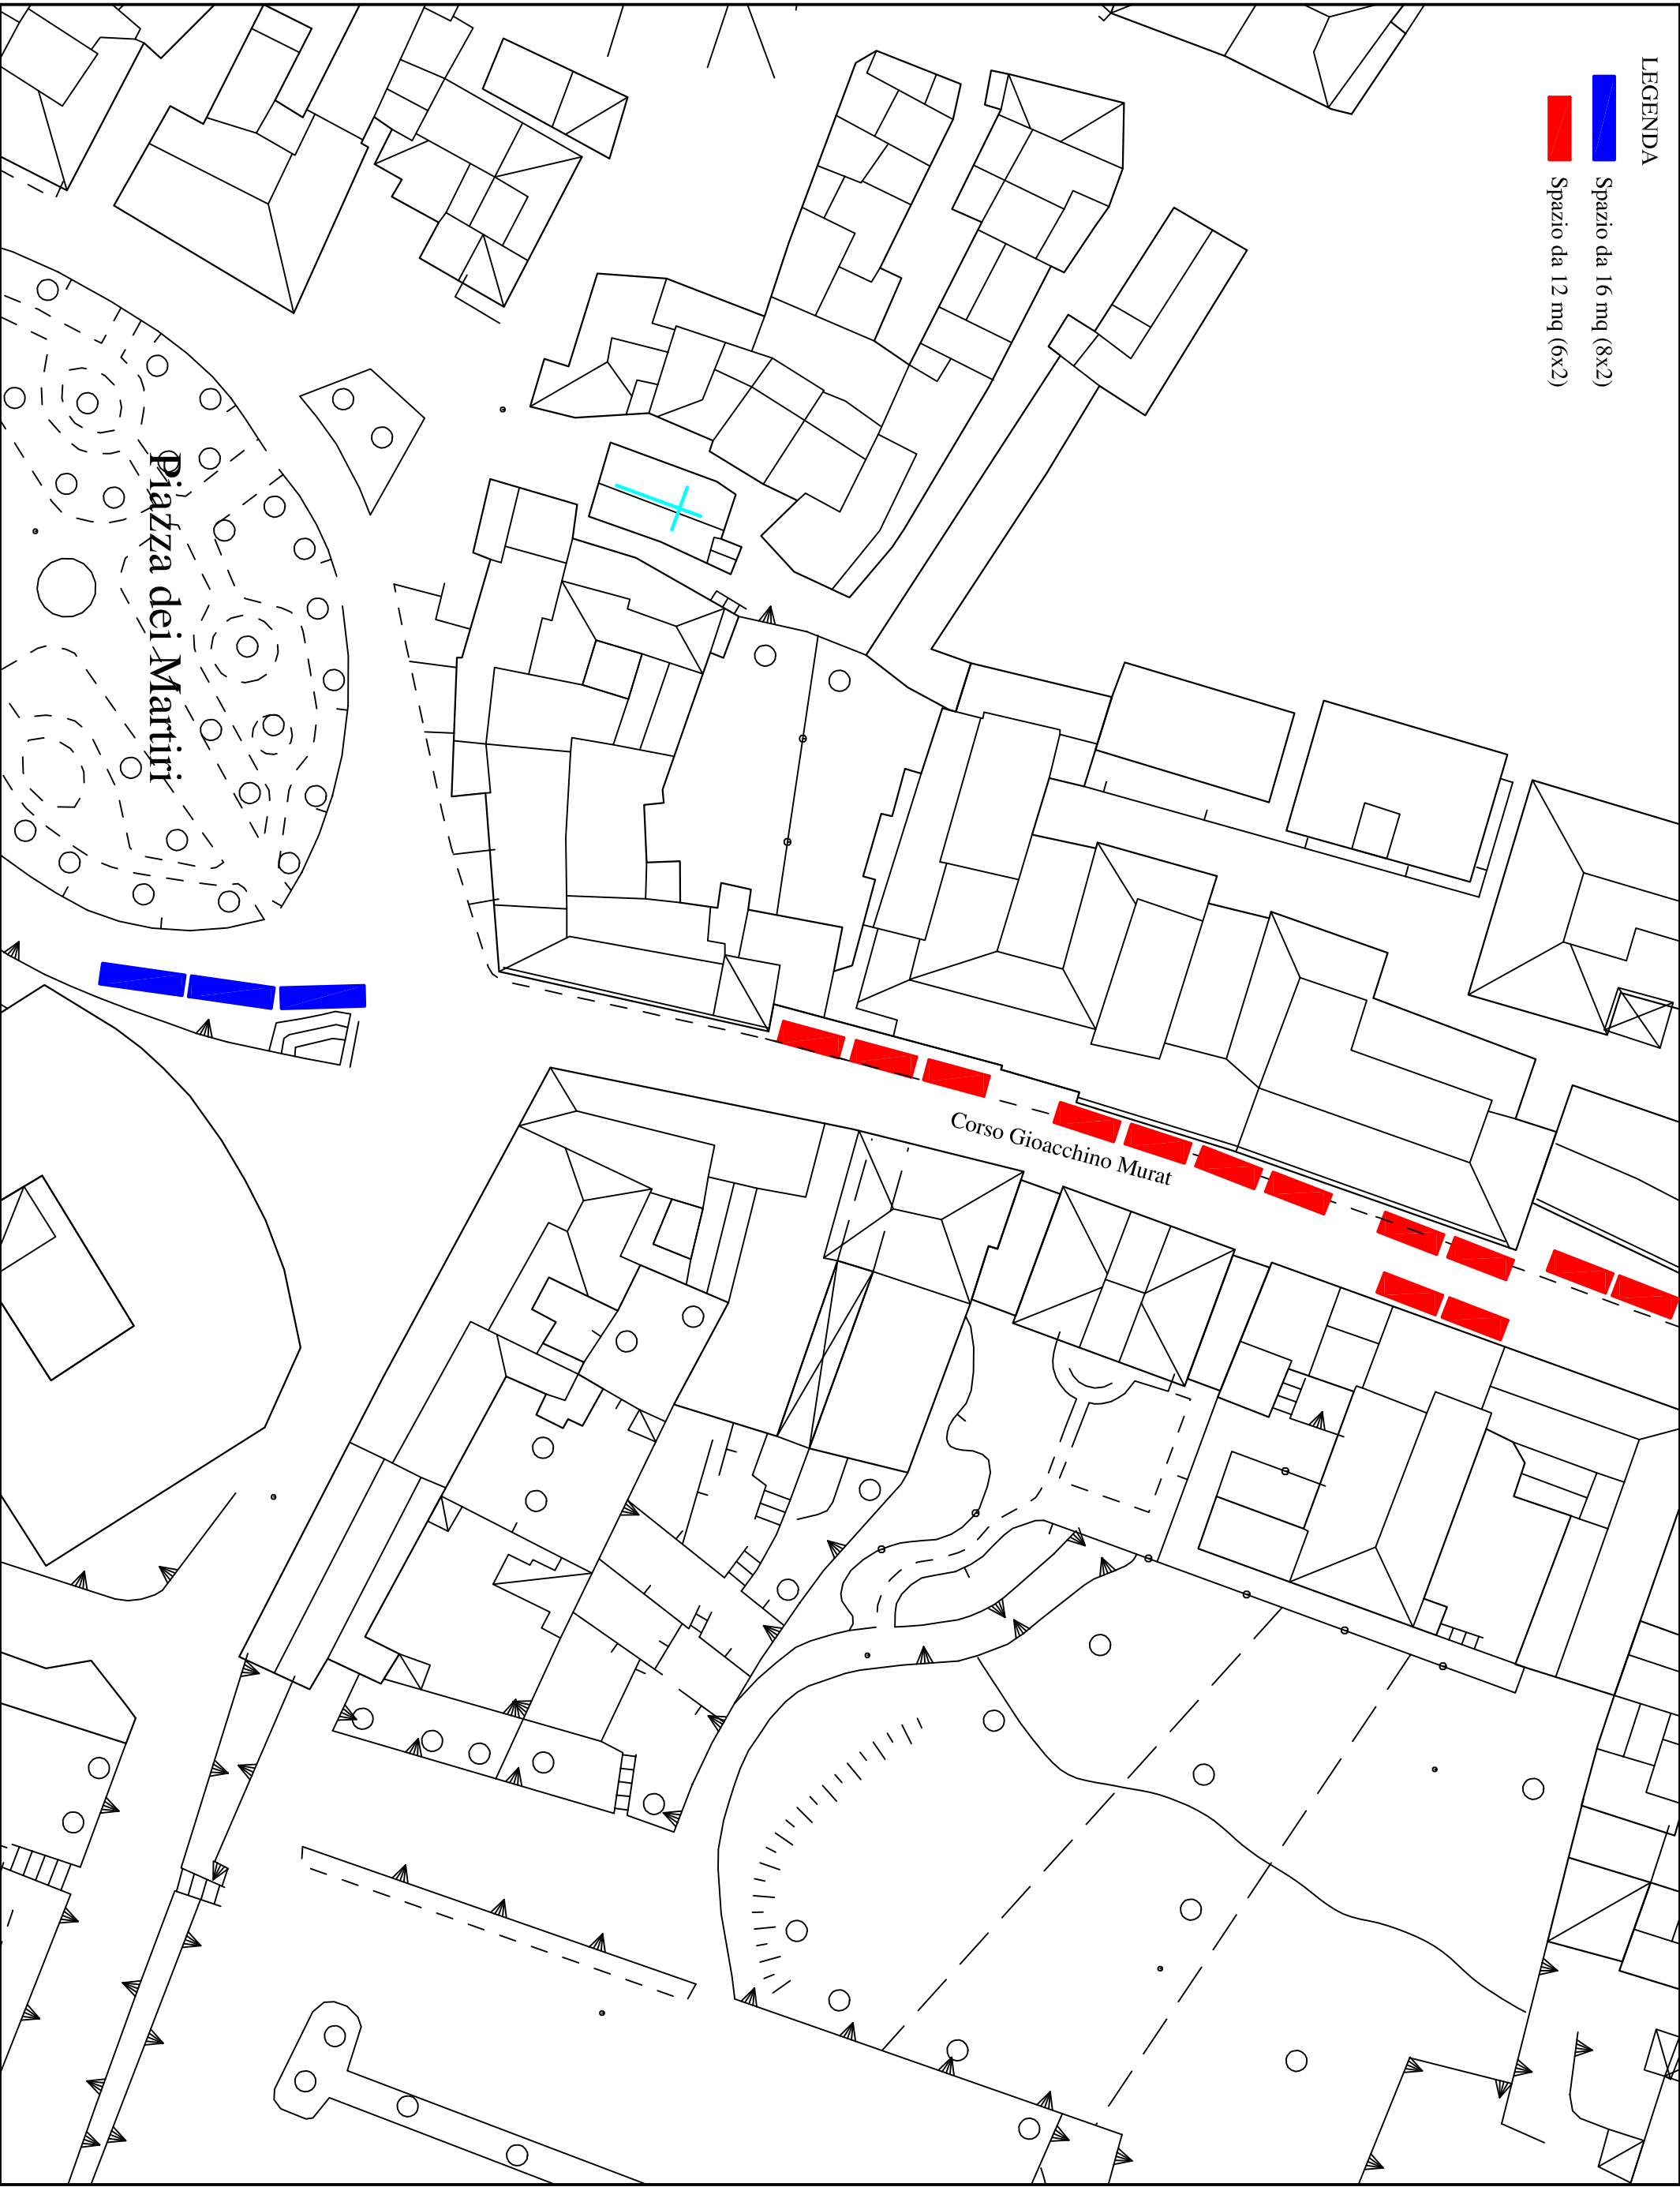 LEGENDA
Spazio da 16 mq (8x2)
Spazio da 12 mq (6x2)
Piazza dei Martiri
Corso Gioacchino Murat